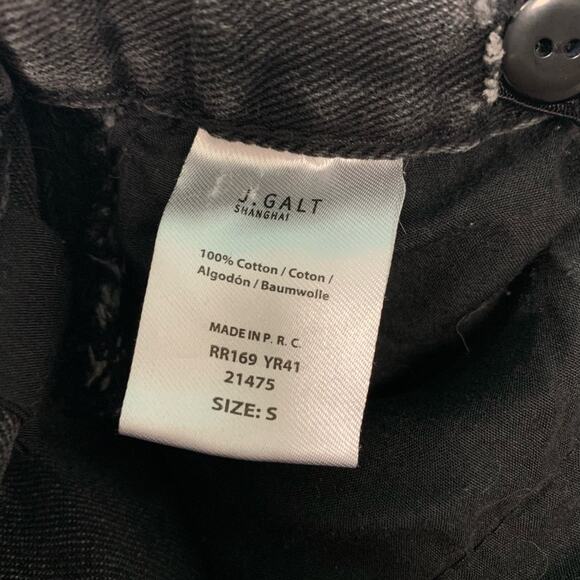 J.GALT
SHANGHAI
100% Cotton / Coton /
Algodón / Baumwolle
MADE IN P. R. C.
RR169 YR41
21475
SIZE: S